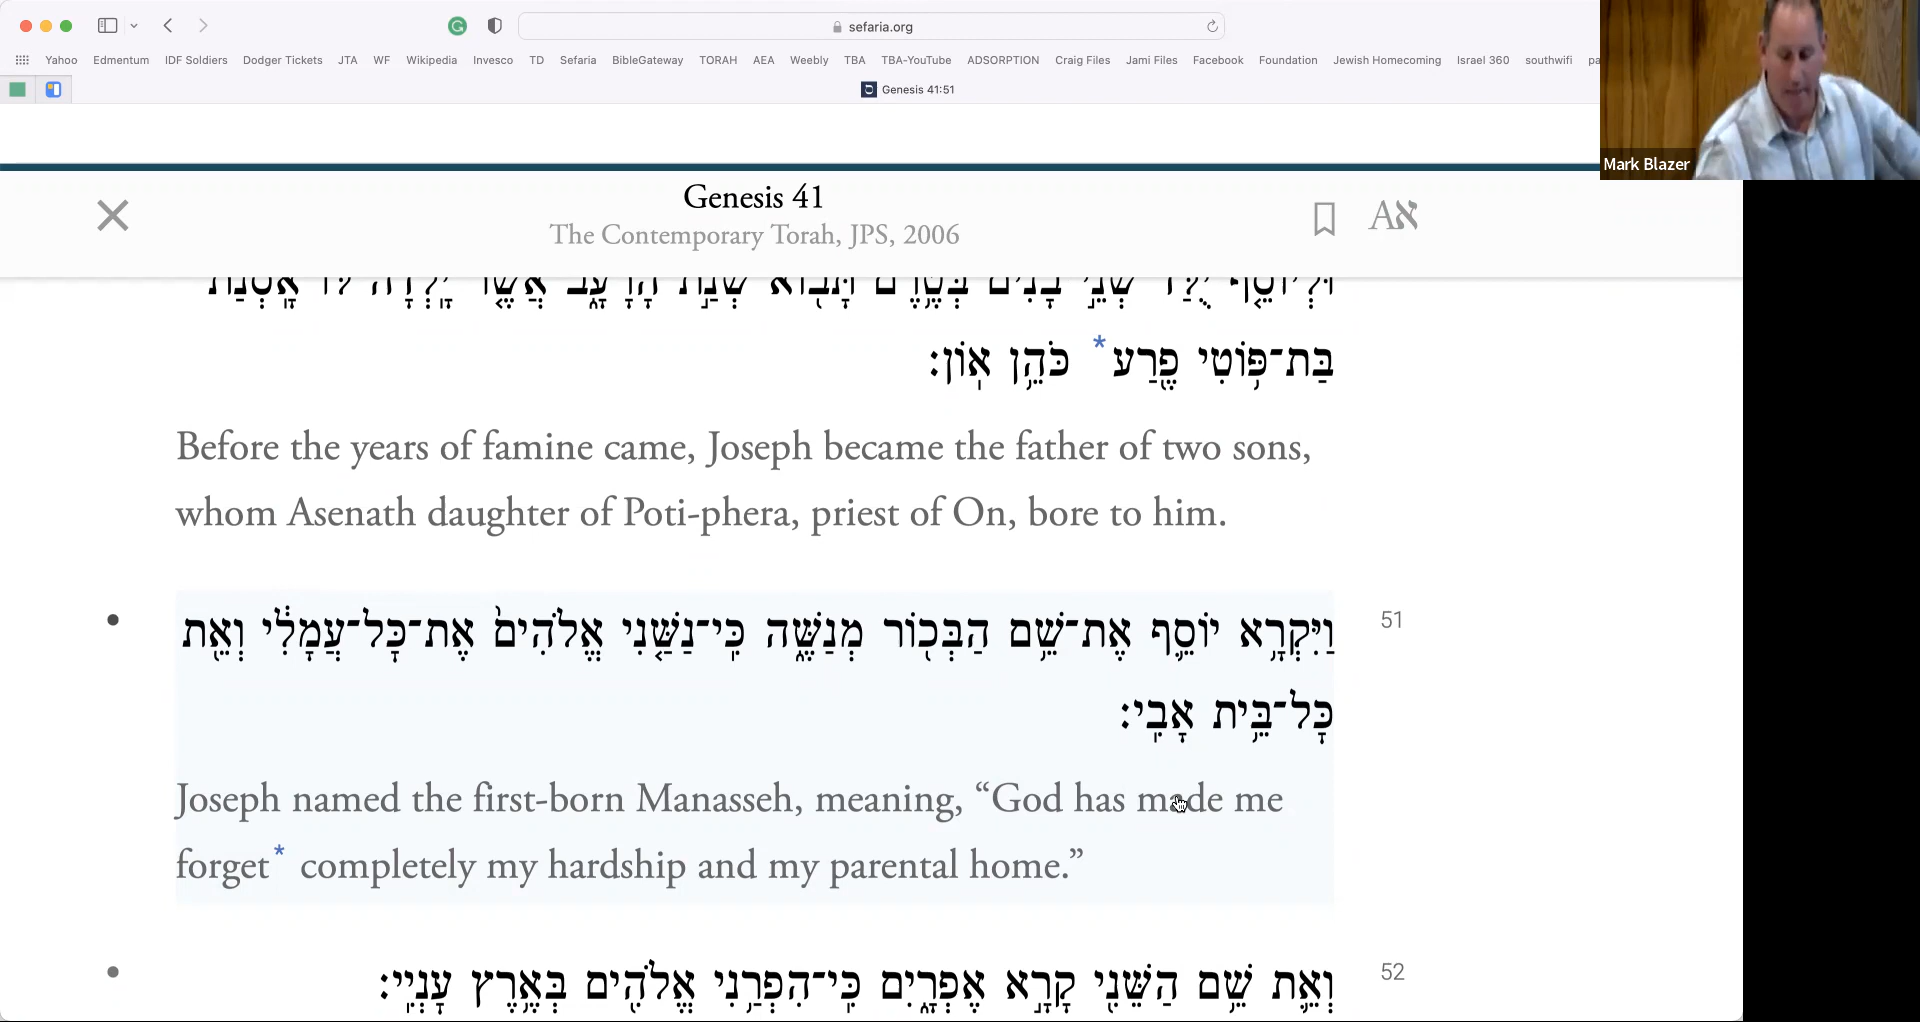 sefaria.org
Yahoo Edmentum IDF Soldiers Dodger Tickets JTA WF Wikipedia Invesco TD Sefaria BibleGateway TORAH AEA Weebly TBA TBA-YouTube ADSORPTION Craig Files Jami Files Facebook Foundation Jewish Homecoming Israel 360 southwifi pa
Genesis 41:51
Mark Blazer
Genesis 41
The Contemporary Torah, JPS, 2006
Aא
וּלְיוֹסֵ֤ף יֻלַּד֙ שְׁנֵ֣י בָנִ֔ים בְּטֶ֥רֶם תָּב֖וֹא שְׁנַ֣ת הָרָעָ֑ב אֲשֶׁ֤ר יָֽלְדָה־לּוֹ֙ אָֽסְנַ֔ת
בַּת־פּ֥וֹטִי פֶ֖רַע* כֹּהֵ֥ן אֽוֹן׃
Before the years of famine came, Joseph became the father of two sons,
whom Asenath daughter of Poti-phera, priest of On, bore to him.
51
וַיִּקְרָ֥א יוֹסֵ֛ף אֶת־שֵׁ֥ם הַבְּכ֖וֹר מְנַשֶּׁ֑ה כִּֽי־נַשַּׁ֤נִי אֱלֹהִים֙ אֶת־כׇּל־עֲמָלִ֔י וְאֵ֖ת
כׇּל־בֵּ֥ית אָבִֽי׃
Joseph named the first-born Manasseh, meaning, “God has made me
forget* completely my hardship and my parental home.”
52
וְאֵ֛ת שֵׁ֥ם הַשֵּׁנִ֖י קָרָ֣א אֶפְרָ֑יִם כִּֽי־הִפְרַ֥נִי אֱלֹהִ֖ים בְּאֶ֥רֶץ עׇנְיִֽי׃